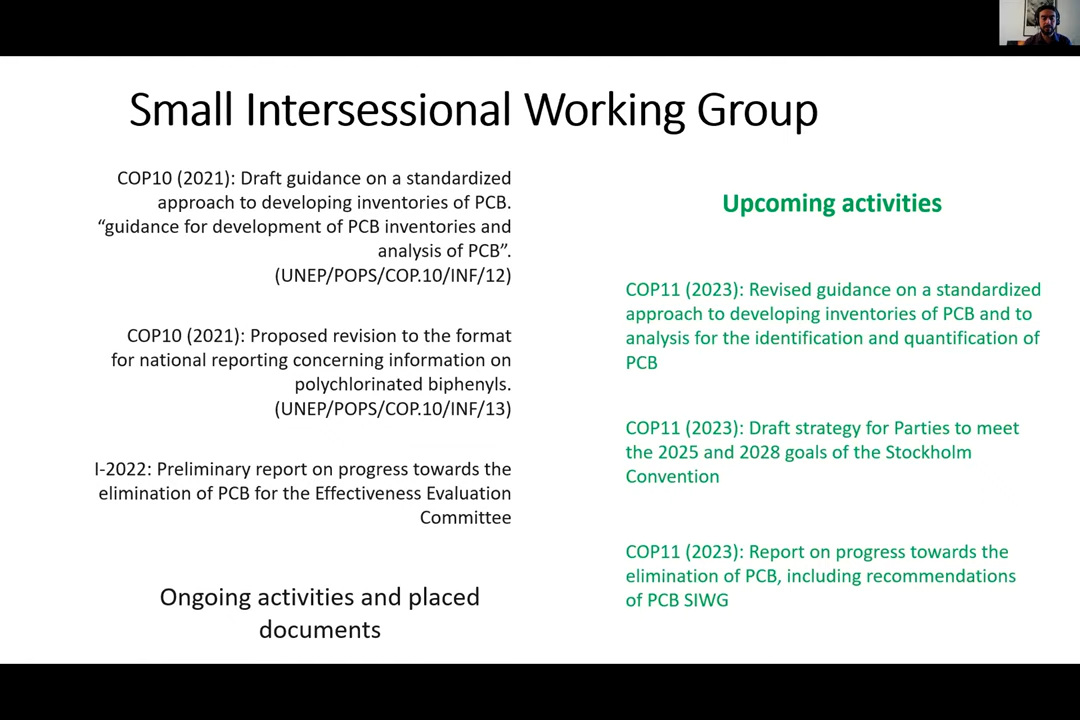 Small Intersessional Working Group
COP10 (2021): Draft guidance on a standardized
approach to developing inventories of PCB.
“guidance for development of PCB inventories and
analysis of PCB”.
(UNEP/POPS/COP.10/INF/12)
COP10 (2021): Proposed revision to the format
for national reporting concerning information on
polychlorinated biphenyls.
(UNEP/POPS/COP.10/INF/13)
I-2022: Preliminary report on progress towards the
elimination of PCB for the Effectiveness Evaluation
Committee
Ongoing activities and placed
documents
Upcoming activities
COP11 (2023): Revised guidance on a standardized
approach to developing inventories of PCB and to
analysis for the identification and quantification of
PCB
COP11 (2023): Draft strategy for Parties to meet
the 2025 and 2028 goals of the Stockholm
Convention
COP11 (2023): Report on progress towards the
elimination of PCB, including recommendations
of PCB SIWG